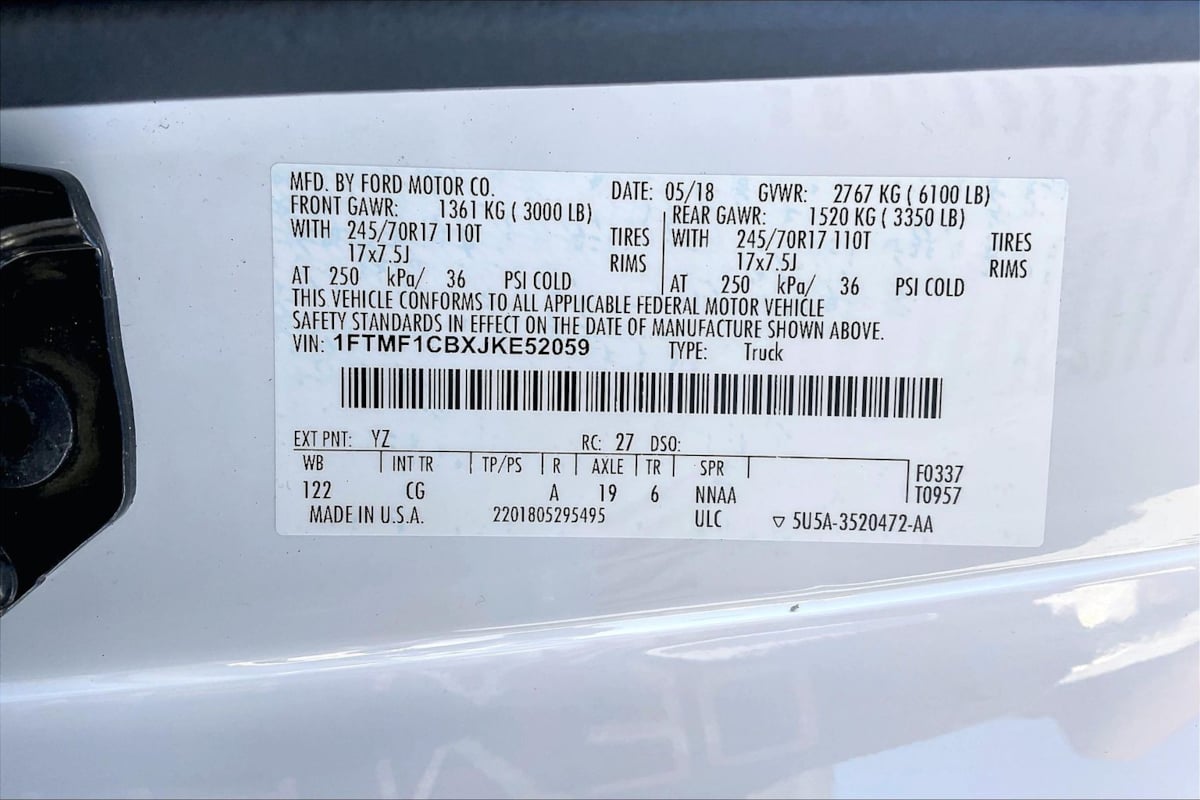 MFD. BY FORD MOTOR CO. DATE: 05/18 GVWR: 2767 KG ( 6100 LB)
FRONT GAWR: 1361 KG ( 3000 LB) REAR GAWR: 1520 KG ( 3350 LB)
WITH 245/70R17 110T TIRES WITH 245/70R17 110T TIRES
17x7.5J RIMS 17x7.5J RIMS
AT 250 kPa/ 36 PSI COLD AT 250 kPa/ 36 PSI COLD
THIS VEHICLE CONFORMS TO ALL APPLICABLE FEDERAL MOTOR VEHICLE
SAFETY STANDARDS IN EFFECT ON THE DATE OF MANUFACTURE SHOWN ABOVE.
VIN: 1FTMF1CBXJKE52059 TYPE: Truck
EXT PNT: YZ RC: 27 DSO:
WB INT TR TP/PS R AXLE TR SPR F0337
122 CG A 19 6 NNAA T0957
MADE IN U.S.A. 2201805295495 ULC ▽ 5U5A-3520472-AA